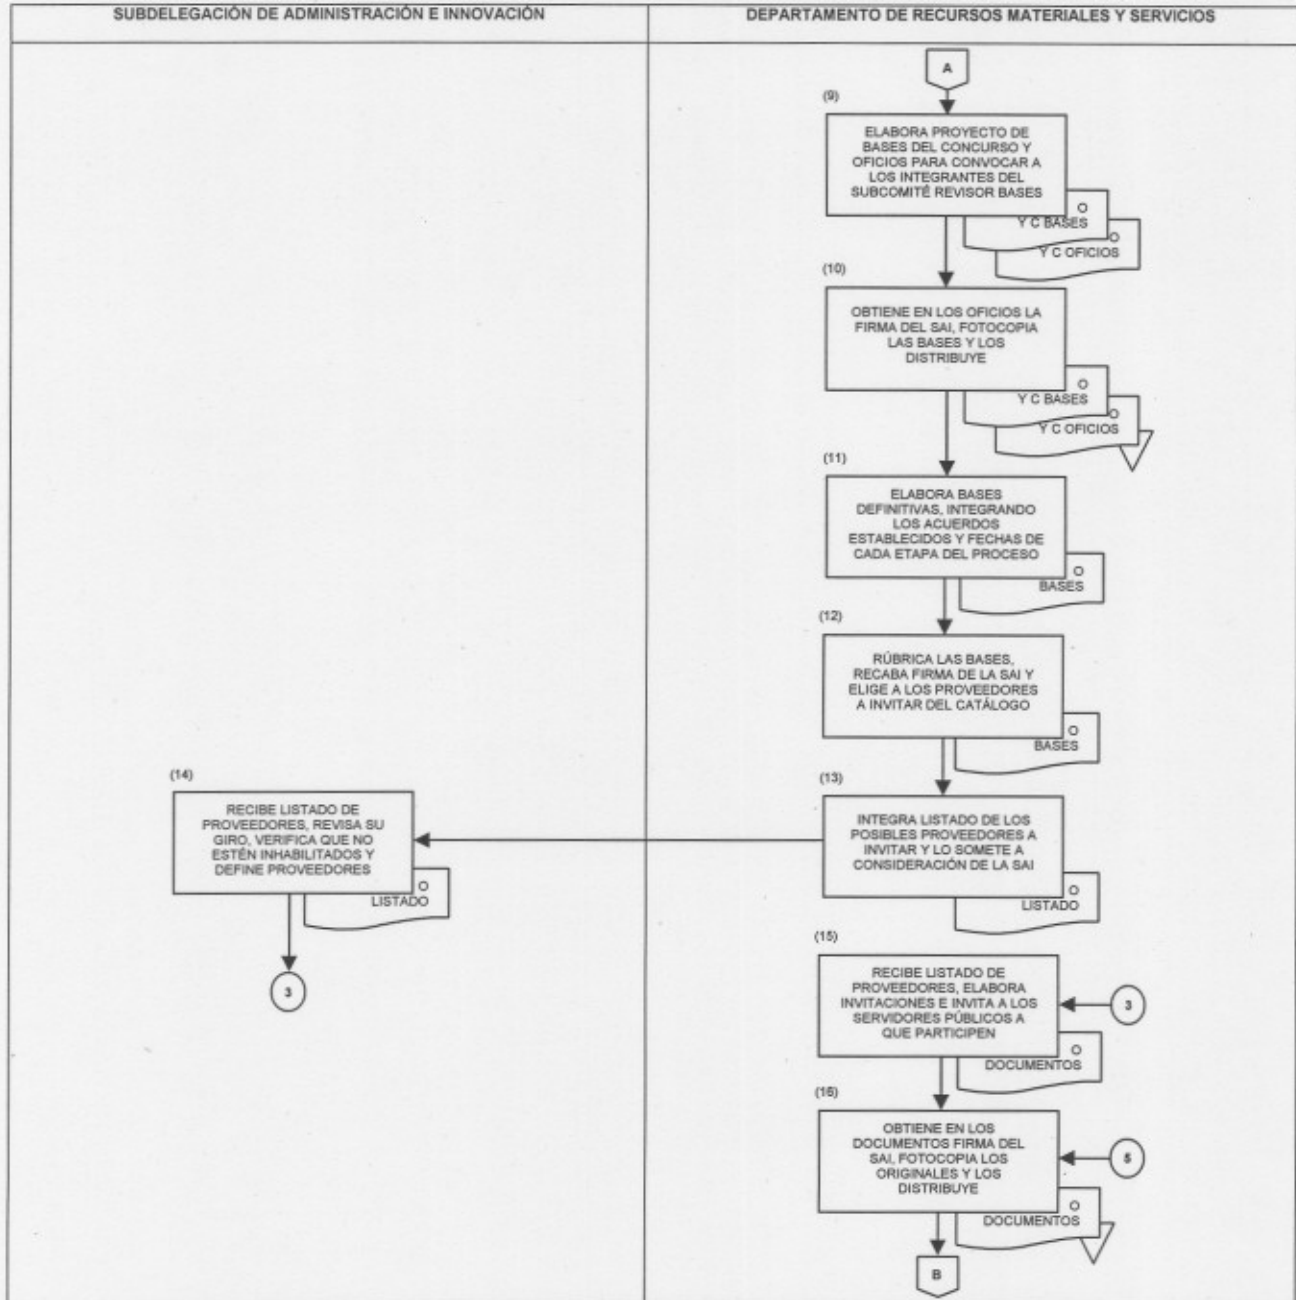 SUBDELEGACIÓN DE ADMINISTRACIÓN E INNOVACIÓN
DEPARTAMENTO DE RECURSOS MATERIALES Y SERVICIOS
A
(9)
ELABORA PROYECTO DE
BASES DEL CONCURSO Y
OFICIOS PARA CONVOCAR A
LOS INTEGRANTES DEL
SUBCOMITÉ REVISOR BASES
O
Y C BASES
O
Y C OFICIOS
(10)
OBTIENE EN LOS OFICIOS LA
FIRMA DEL SAI, FOTOCOPIA
LAS BASES Y LOS
DISTRIBUYE
O
Y C BASES
O
Y C OFICIOS
(11)
ELABORA BASES
DEFINITIVAS, INTEGRANDO
LOS ACUERDOS
ESTABLECIDOS Y FECHAS DE
CADA ETAPA DEL PROCESO
O
BASES
(12)
RÚBRICA LAS BASES,
RECABA FIRMA DE LA SAI Y
ELIGE A LOS PROVEEDORES
A INVITAR DEL CATÁLOGO
O
BASES
(13)
INTEGRA LISTADO DE LOS
POSIBLES PROVEEDORES A
INVITAR Y LO SOMETE A
CONSIDERACIÓN DE LA SAI
O
LISTADO
(14)
RECIBE LISTADO DE
PROVEEDORES, REVISA SU
GIRO, VERIFICA QUE NO
ESTÉN INHABILITADOS Y
DEFINE PROVEEDORES
O
LISTADO
3
(15)
RECIBE LISTADO DE
PROVEEDORES, ELABORA
INVITACIONES E INVITA A LOS
SERVIDORES PÚBLICOS A
QUE PARTICIPEN
3
O
DOCUMENTOS
(16)
OBTIENE EN LOS
DOCUMENTOS FIRMA DEL
SAI, FOTOCOPIA LOS
ORIGINALES Y LOS
DISTRIBUYE
5
O
DOCUMENTOS
B